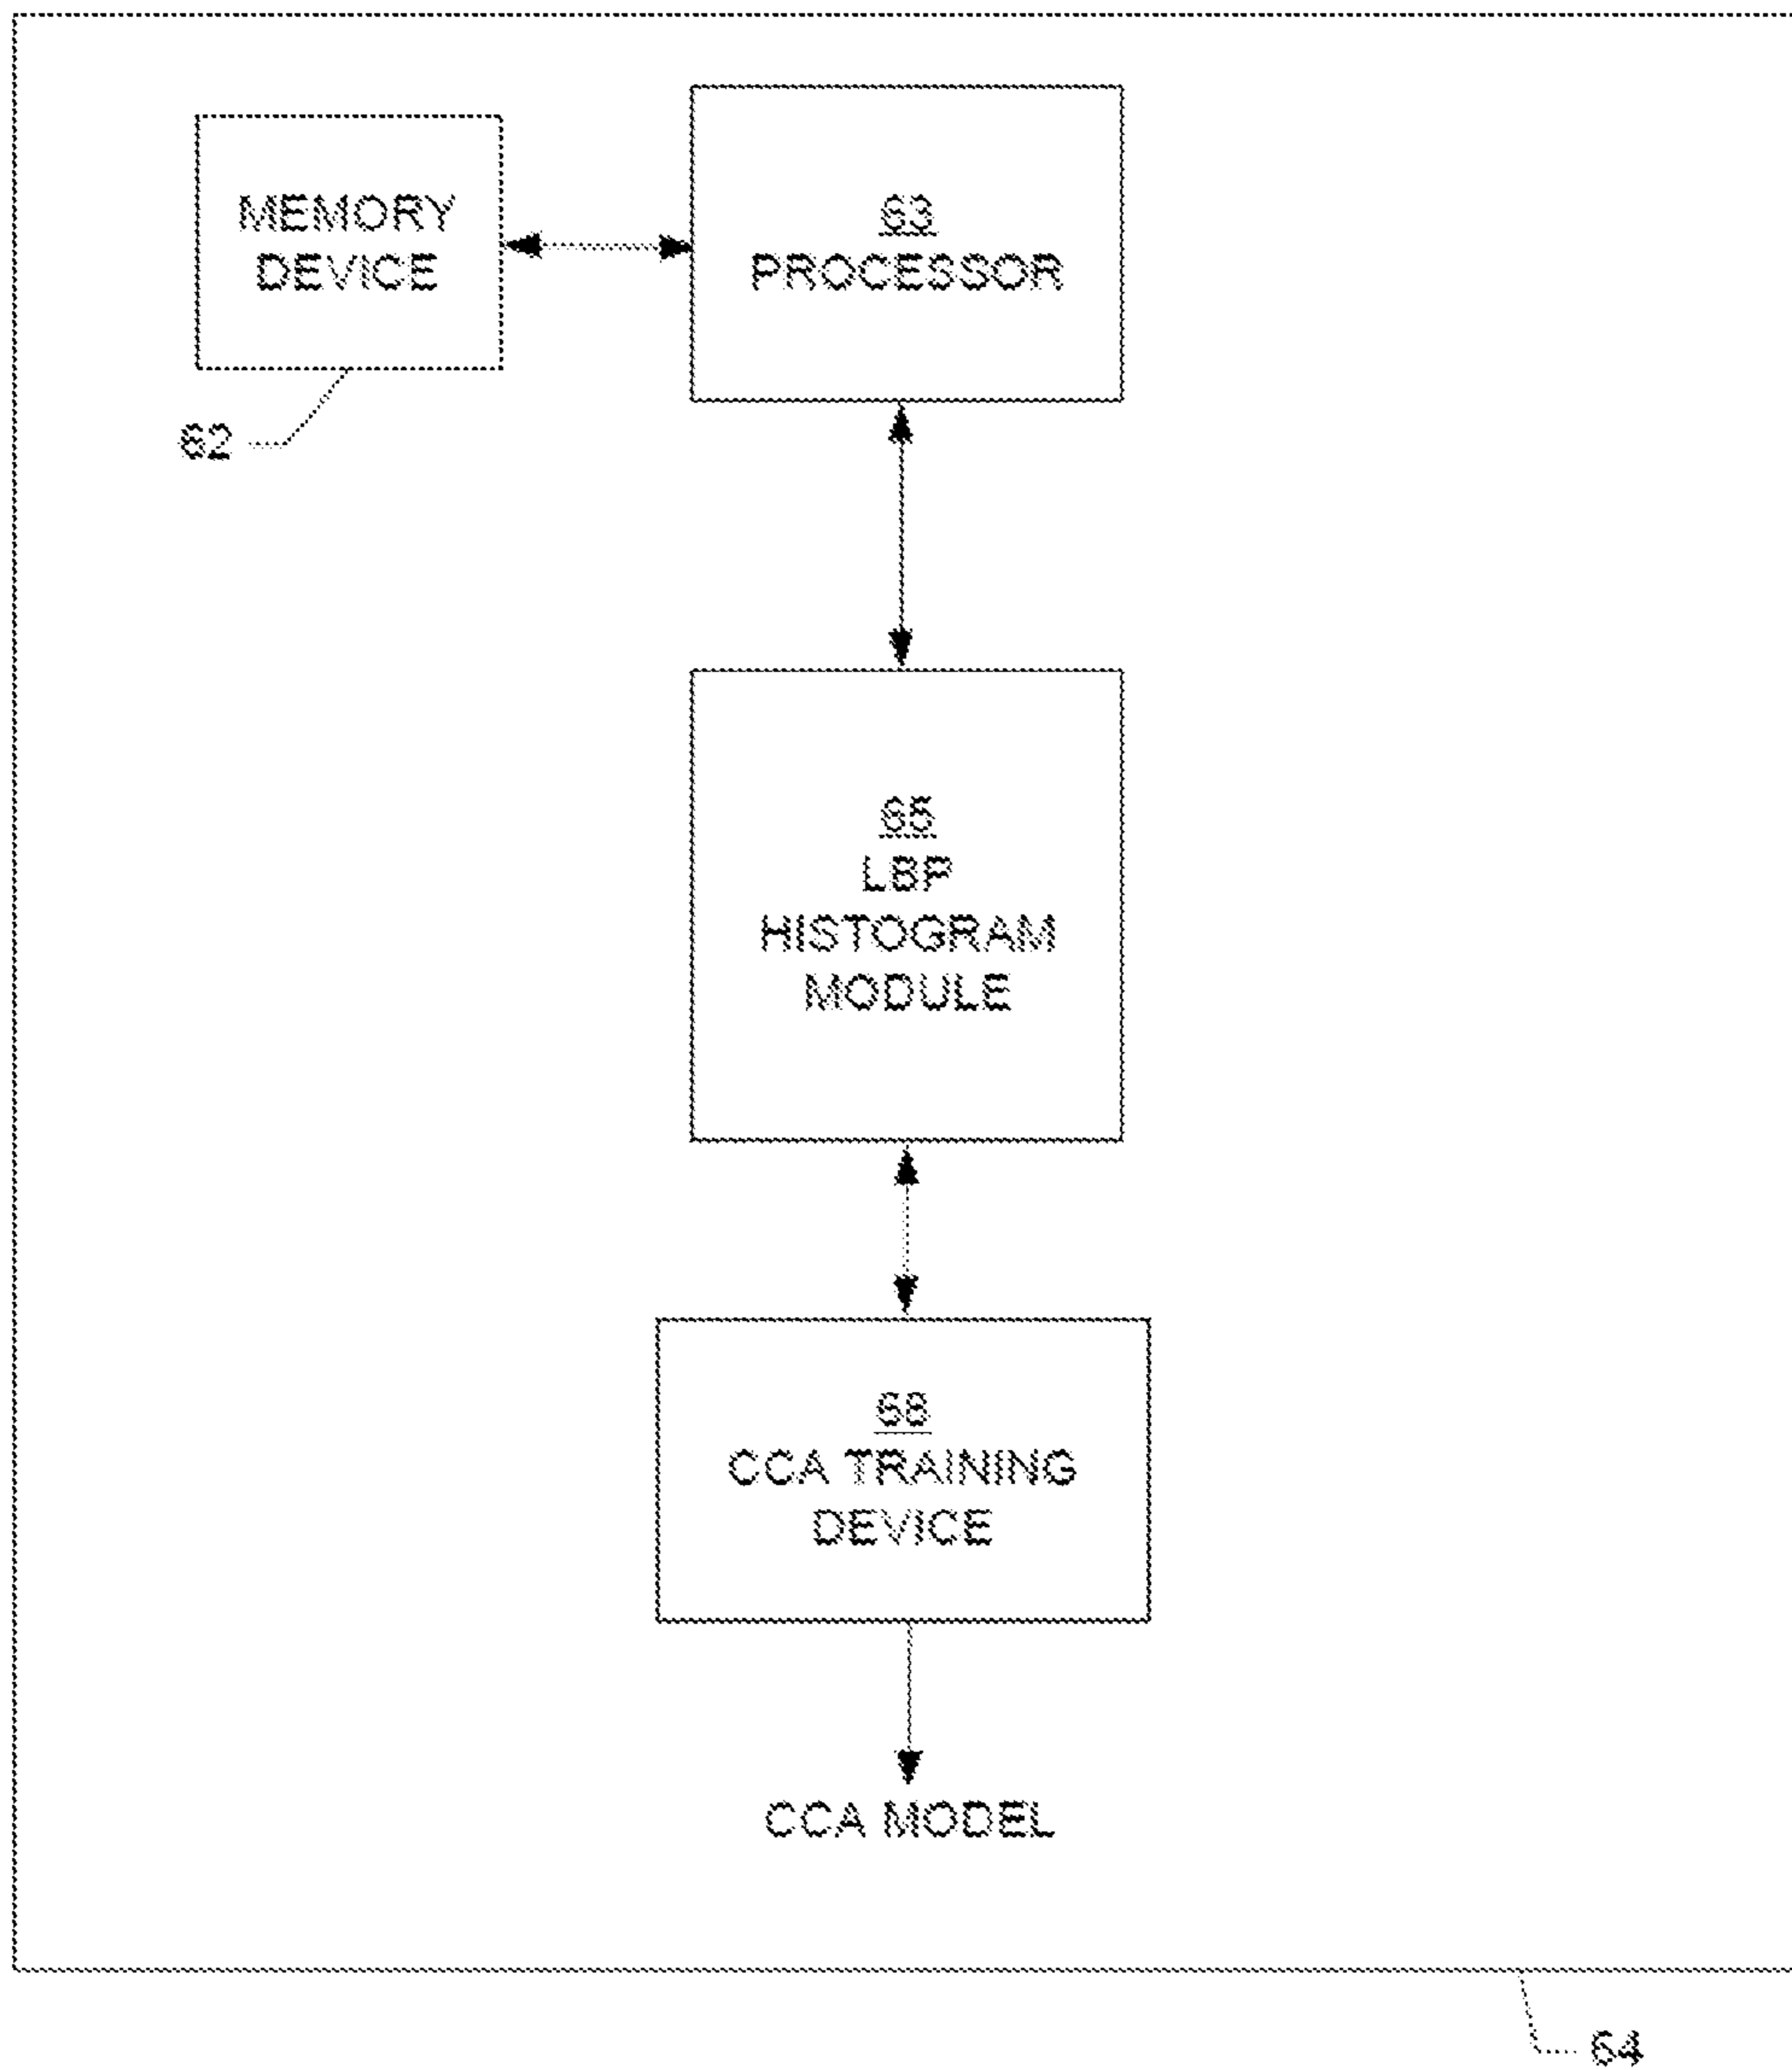 MEMORY
DEVICE
62
63
PROCESSOR
65
LBP
HISTOGRAM
MODULE
68
CCA TRAINING
DEVICE
CCA MODEL
64